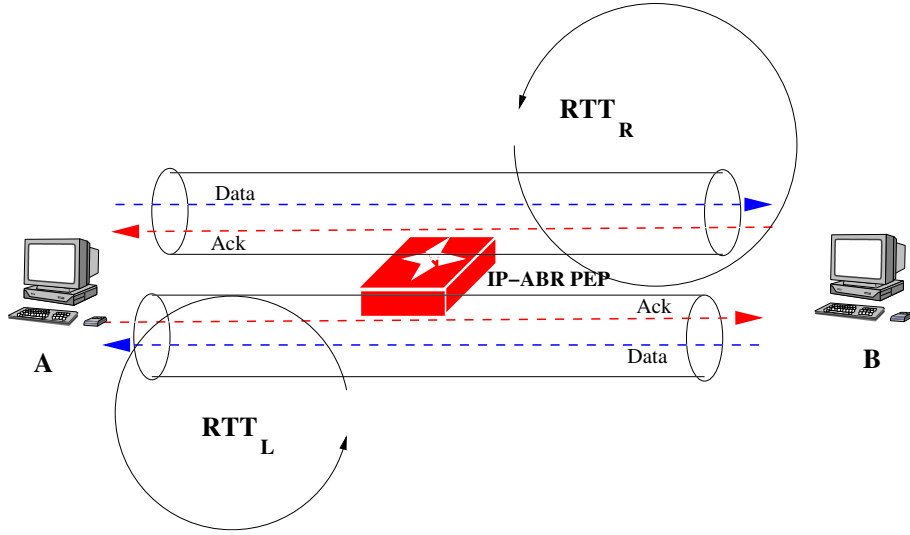 RTT_R
Data
Ack
IP-ABR PEP
Ack
A
Data
B
RTT_L